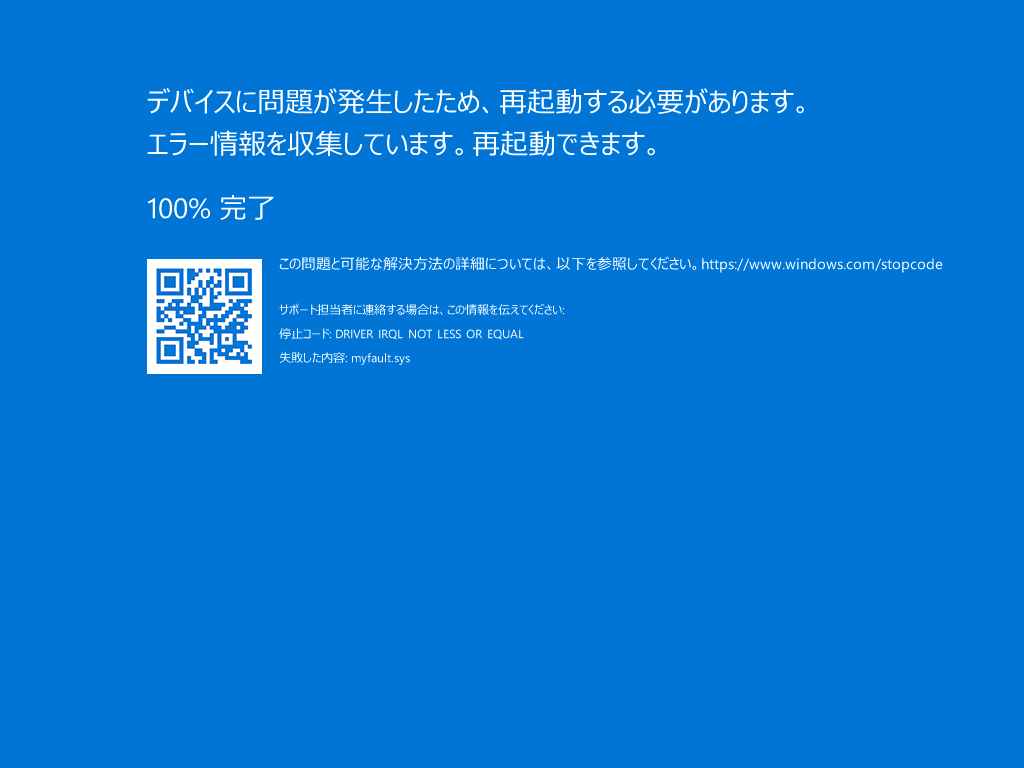 デバイスに問題が発生したため、再起動する必要があります。
エラー情報を収集しています。再起動できます。
100% 完了
この問題と可能な解決方法の詳細については、以下を参照してください。https://www.windows.com/stopcode
サポート担当者に連絡する場合は、この情報を伝えてください:
停止コード: DRIVER IRQL NOT LESS OR EQUAL
失敗した内容: myfault.sys